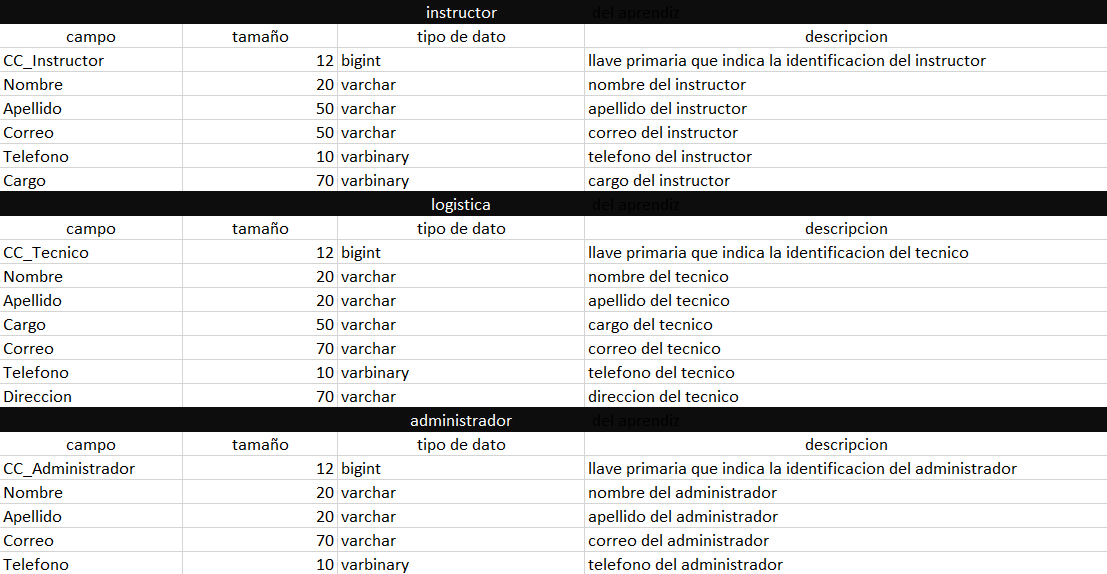 instructor del aprendiz
campo tamaño tipo de dato descripcion
CC_Instructor 12 bigint llave primaria que indica la identificacion del instructor
Nombre 20 varchar nombre del instructor
Apellido 50 varchar apellido del instructor
Correo 50 varchar correo del instructor
Telefono 10 varbinary telefono del instructor
Cargo 70 varbinary cargo del instructor
logistica del aprendiz
campo tamaño tipo de dato descripcion
CC_Tecnico 12 bigint llave primaria que indica la identificacion del tecnico
Nombre 20 varchar nombre del tecnico
Apellido 20 varchar apellido del tecnico
Cargo 50 varchar cargo del tecnico
Correo 70 varchar correo del tecnico
Telefono 10 varbinary telefono del tecnico
Direccion 70 varchar direccion del tecnico
administrador del aprendiz
campo tamaño tipo de dato descripcion
CC_Administrador 12 bigint llave primaria que indica la identificacion del administrador
Nombre 20 varchar nombre del administrador
Apellido 20 varchar apellido del administrador
Correo 70 varchar correo del administrador
Telefono 10 varbinary telefono del administrador